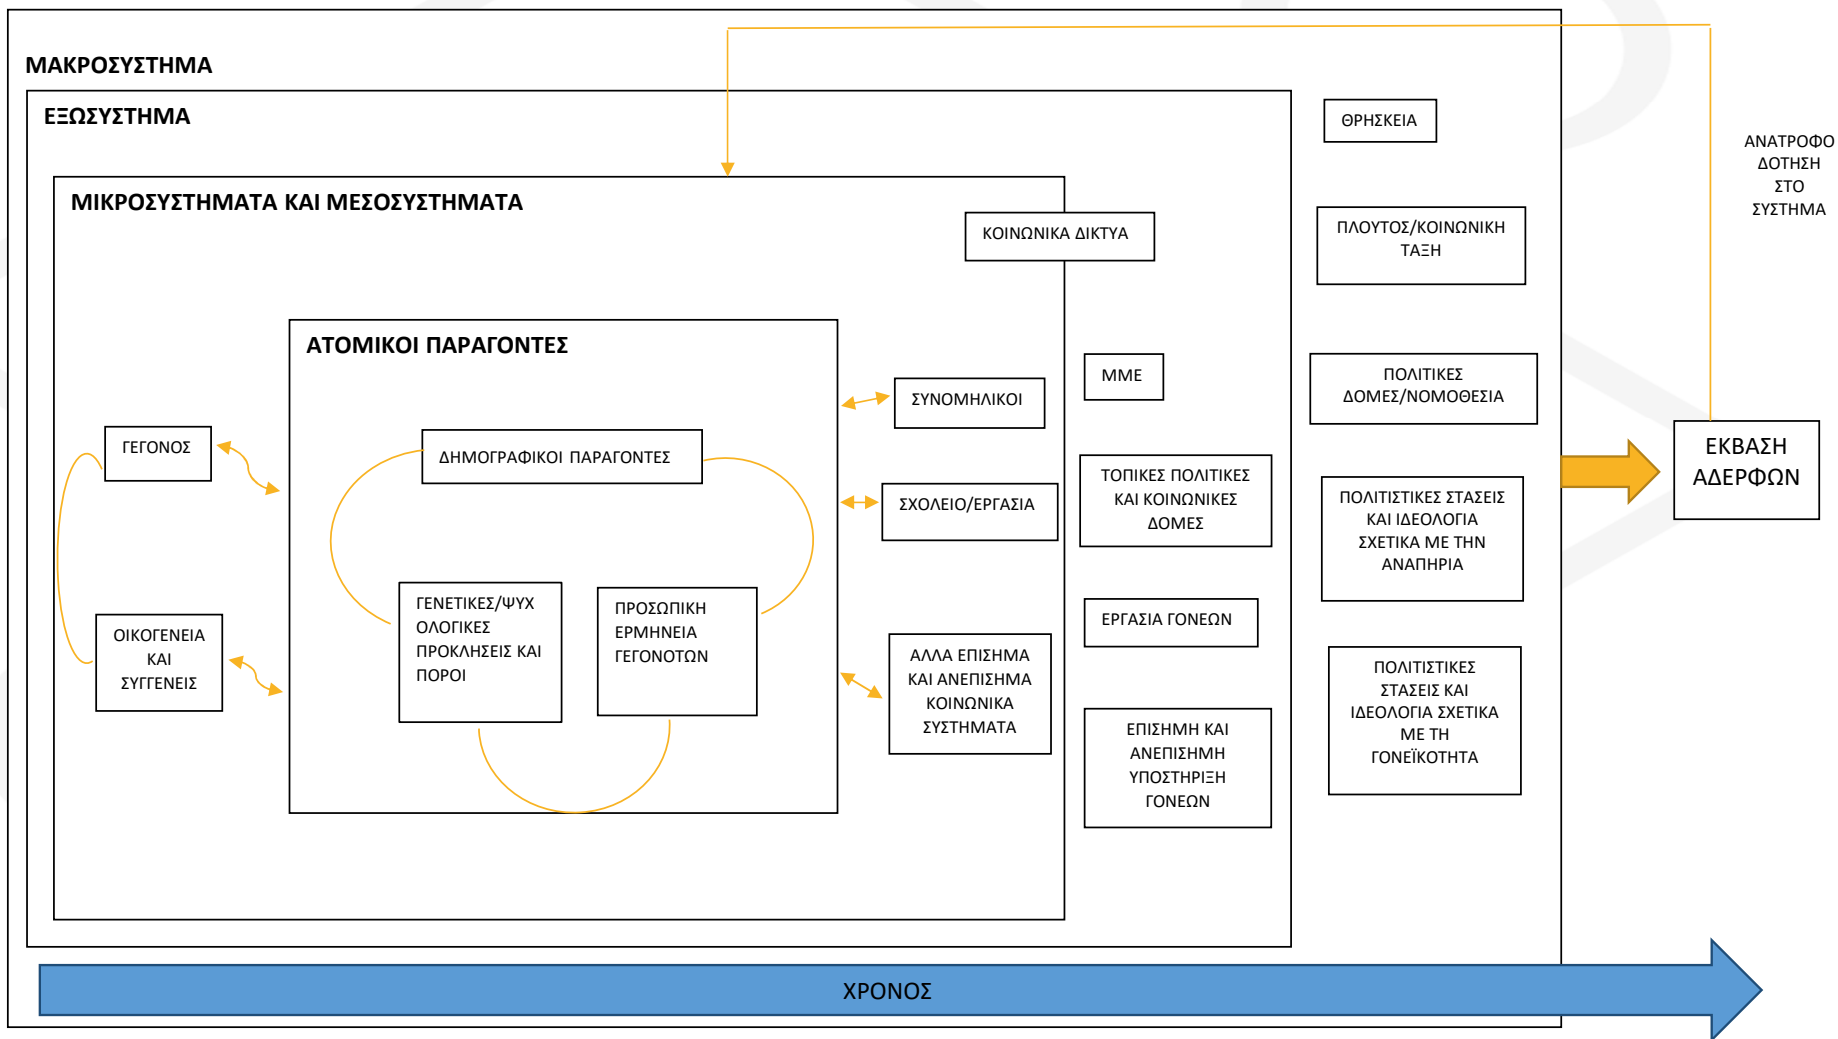 ΜΑΚΡΟΣΥΣΤΗΜΑ
ΕΞΩΣΥΣΤΗΜΑ
ΜΙΚΡΟΣΥΣΤΗΜΑΤΑ ΚΑΙ ΜΕΣΟΣΥΣΤΗΜΑΤΑ
ΑΤΟΜΙΚΟΙ ΠΑΡΑΓΟΝΤΕΣ
ΓΕΓΟΝΟΣ
ΟΙΚΟΓΕΝΕΙΑ
ΚΑΙ
ΣΥΓΓΕΝΕΙΣ
ΔΗΜΟΓΡΑΦΙΚΟΙ ΠΑΡΑΓΟΝΤΕΣ
ΓΕΝΕΤΙΚΕΣ/ΨΥΧ
ΟΛΟΓΙΚΕΣ
ΠΡΟΚΛΗΣΕΙΣ ΚΑΙ
ΠΟΡΟΙ
ΠΡΟΣΩΠΙΚΗ
ΕΡΜΗΝΕΙΑ
ΓΕΓΟΝΟΤΩΝ
ΚΟΙΝΩΝΙΚΑ ΔΙΚΤΥΑ
ΣΥΝΟΜΗΛΙΚΟΙ
ΣΧΟΛΕΙΟ/ΕΡΓΑΣΙΑ
ΑΛΛΑ ΕΠΙΣΗΜΑ
ΚΑΙ ΑΝΕΠΙΣΗΜΑ
ΚΟΙΝΩΝΙΚΑ
ΣΥΣΤΗΜΑΤΑ
ΜΜΕ
ΤΟΠΙΚΕΣ ΠΟΛΙΤΙΚΕΣ
ΚΑΙ ΚΟΙΝΩΝΙΚΕΣ
ΔΟΜΕΣ
ΕΡΓΑΣΙΑ ΓΟΝΕΩΝ
ΕΠΙΣΗΜΗ ΚΑΙ
ΑΝΕΠΙΣΗΜΗ
ΥΠΟΣΤΗΡΙΞΗ
ΓΟΝΕΩΝ
ΘΡΗΣΚΕΙΑ
ΠΛΟΥΤΟΣ/ΚΟΙΝΩΝΙΚΗ
ΤΑΞΗ
ΠΟΛΙΤΙΚΕΣ
ΔΟΜΕΣ/ΝΟΜΟΘΕΣΙΑ
ΠΟΛΙΤΙΣΤΙΚΕΣ ΣΤΑΣΕΙΣ
ΚΑΙ ΙΔΕΟΛΟΓΙΑ
ΣΧΕΤΙΚΑ ΜΕ ΤΗΝ
ΑΝΑΠΗΡΙΑ
ΠΟΛΙΤΙΣΤΙΚΕΣ
ΣΤΑΣΕΙΣ ΚΑΙ
ΙΔΕΟΛΟΓΙΑ ΣΧΕΤΙΚΑ
ΜΕ ΤΗ
ΓΟΝΕΪΚΟΤΗΤΑ
ΑΝΑΤΡΟΦΟ
ΔΟΤΗΣΗ
ΣΤΟ
ΣΥΣΤΗΜΑ
ΕΚΒΑΣΗ
ΑΔΕΡΦΩΝ
ΧΡΟΝΟΣ